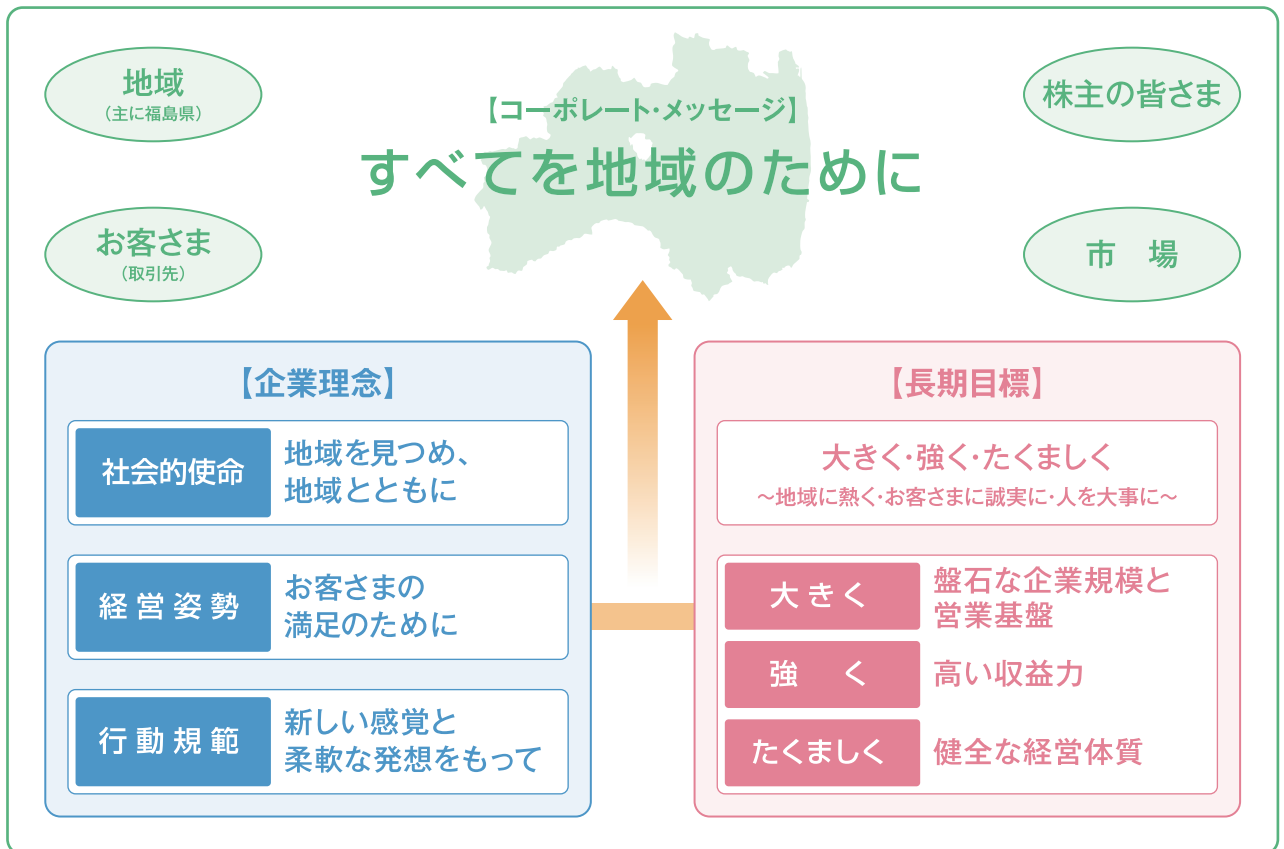 地域
（主に福島県）
お客さま
（取引先）
【コーポレート・メッセージ】
すべてを地域のために
株主の皆さま
市　場
【企業理念】
社会的使命
地域を見つめ、
地域とともに
経営姿勢
お客さまの
満足のために
行動規範
新しい感覚と
柔軟な発想をもって
【長期目標】
大きく・強く・たくましく
～地域に熱く・お客さまに誠実に・人を大事に～
大きく
盤石な企業規模と
営業基盤
強　く
高い収益力
たくましく
健全な経営体質